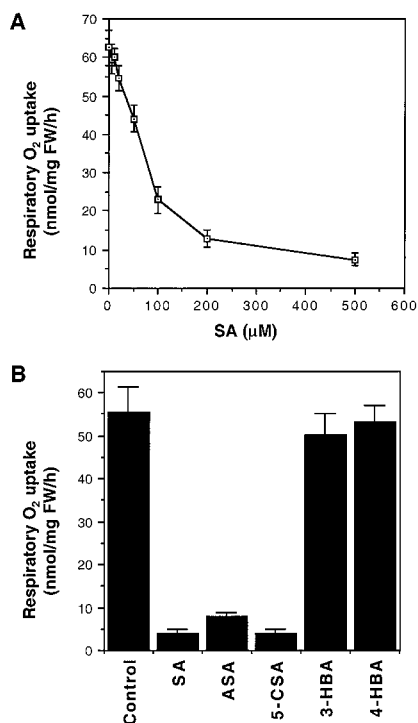 A
Respiratory O2 uptake
(nmol/mg FW/h)
70
60
50
40
30
20
10
0
0 100 200 300 400 500 600
SA (μM)
B
Respiratory O2 uptake
(nmol/mg FW/h)
60
50
40
30
20
10
0
Control
SA
ASA
5-CSA
3-HBA
4-HBA